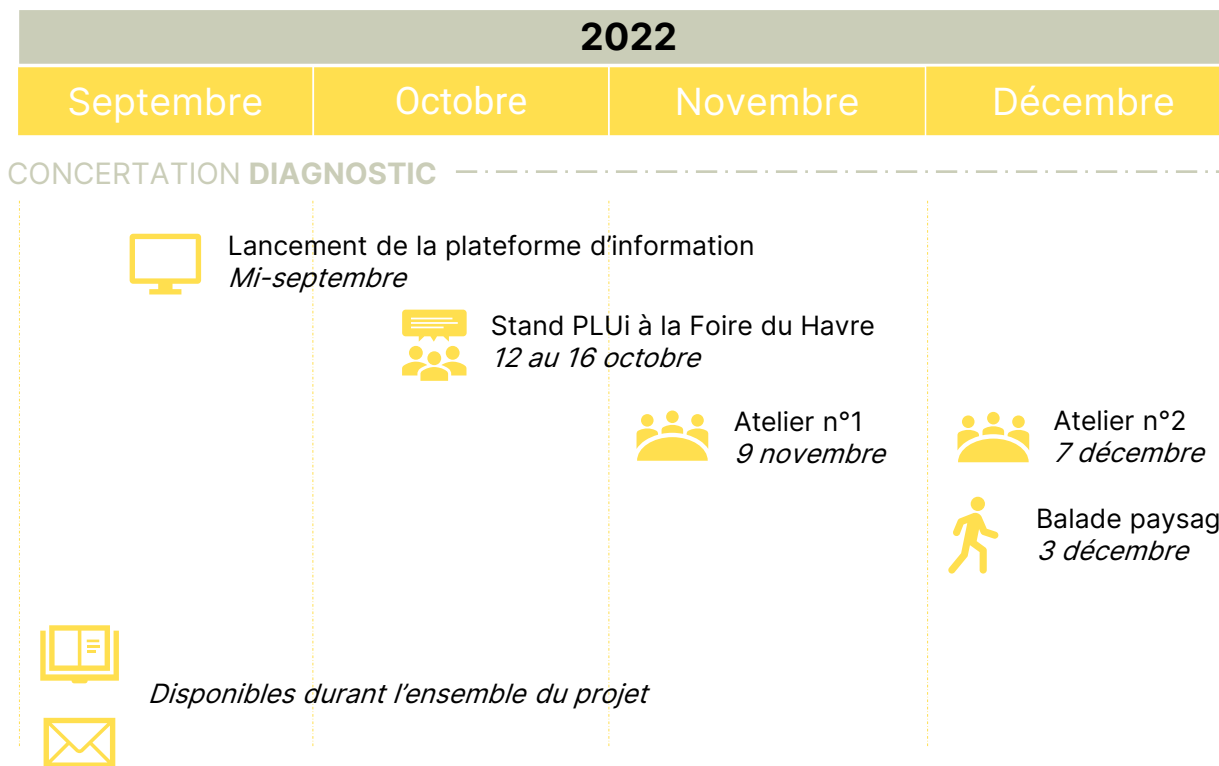 2022
Septembre Octobre Novembre Décembre
CONCERTATION DIAGNOSTIC
Lancement de la plateforme d’information
Mi-septembre
Stand PLUi à la Foire du Havre
12 au 16 octobre
Atelier n°1
9 novembre
Atelier n°2
7 décembre
Balade paysag
3 décembre
Disponibles durant l’ensemble du projet